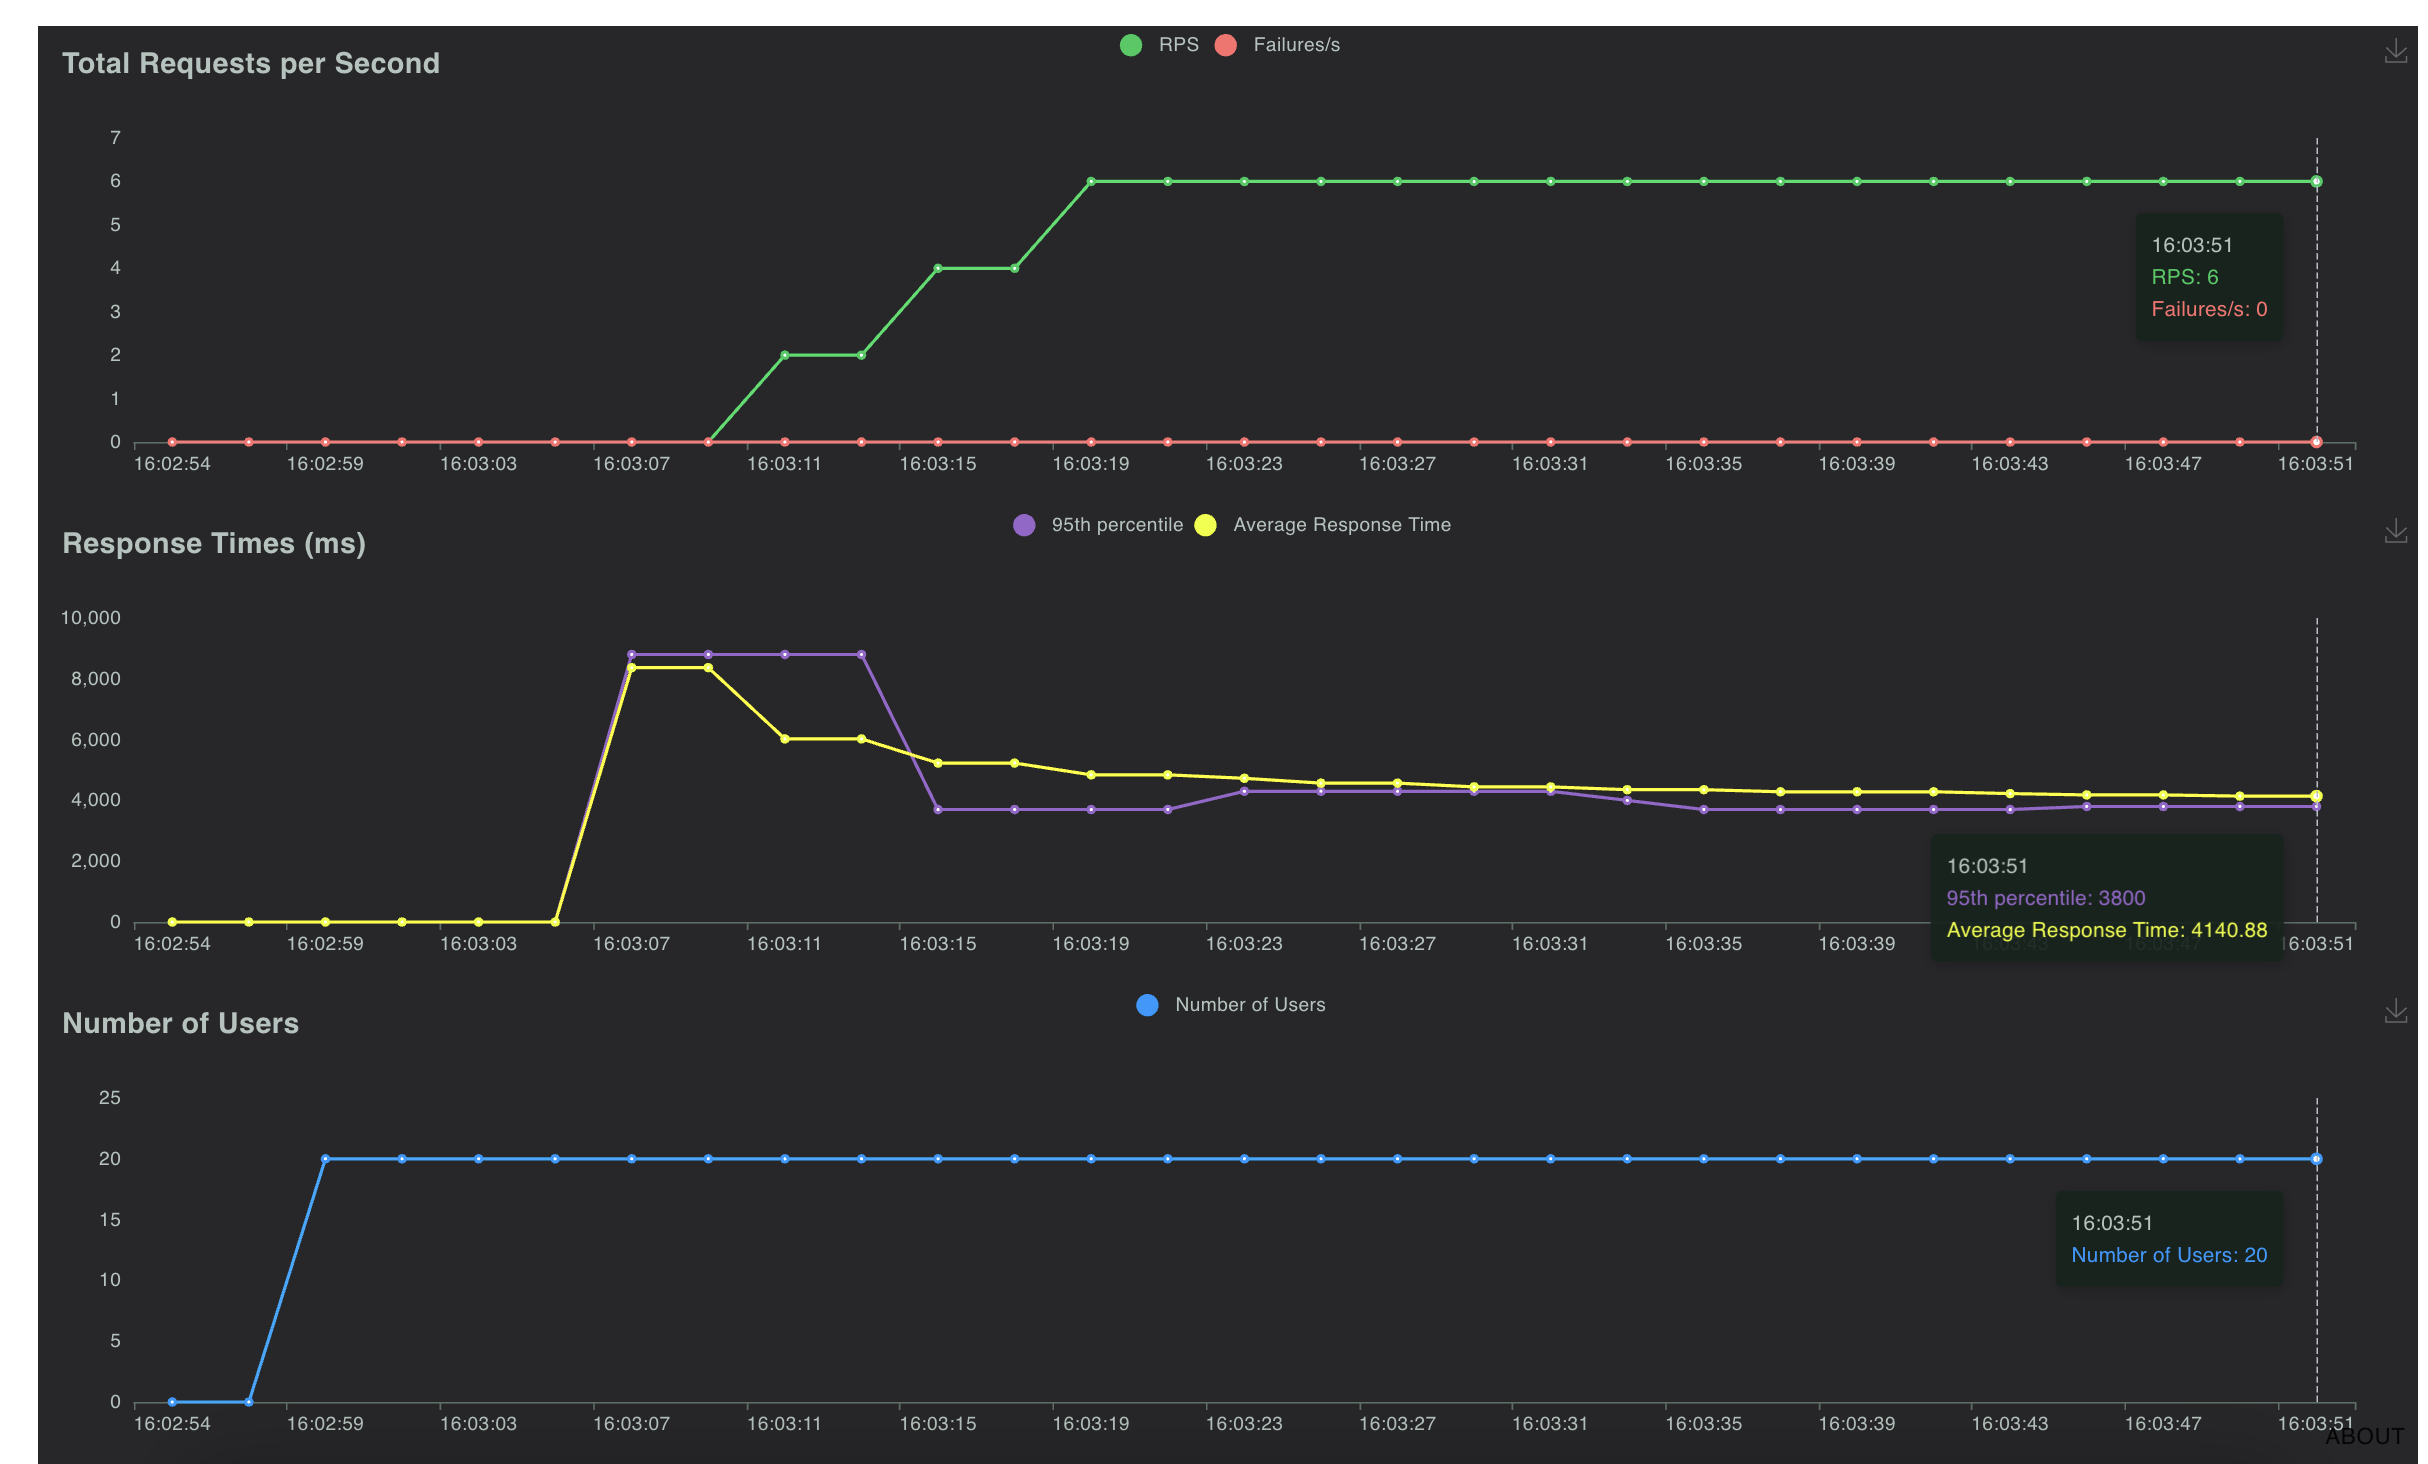 RPS Failures/s
Total Requests per Second
7
6
5
4
3
2
1
0
16:03:51
RPS: 6
Failures/s: 0
16:02:54 16:02:59 16:03:03 16:03:07 16:03:11 16:03:15 16:03:19 16:03:23 16:03:27 16:03:31 16:03:35 16:03:39 16:03:43 16:03:47 16:03:51
95th percentile Average Response Time
Response Times (ms)
10,000
8,000
6,000
4,000
2,000
0
16:03:51
95th percentile: 3800
Average Response Time: 4140.88
16:02:54 16:02:59 16:03:03 16:03:07 16:03:11 16:03:15 16:03:19 16:03:23 16:03:27 16:03:31 16:03:35 16:03:39 16:03:43 16:03:47 16:03:51
Number of Users
Number of Users
25
20
15
10
5
0
16:03:51
Number of Users: 20
16:02:54 16:02:59 16:03:03 16:03:07 16:03:11 16:03:15 16:03:19 16:03:23 16:03:27 16:03:31 16:03:35 16:03:39 16:03:43 16:03:47 16:03:51
ABOUT